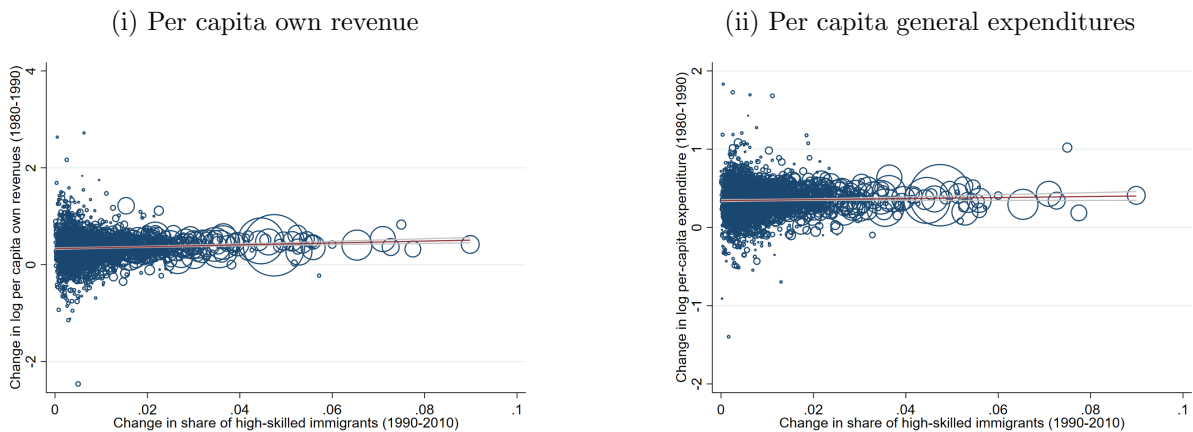 (i) Per capita own revenue
Change in log per capita own revenues (1980-1990)
4
2
0
-2
0 .02 .04 .06 .08 .1
Change in share of high-skilled immigrants (1990-2010)
(ii) Per capita general expenditures
Change in log per-capita expenditure (1980-1990)
2
1
0
-1
-2
0 .02 .04 .06 .08 .1
Change in share of high-skilled immigrants (1990-2010)